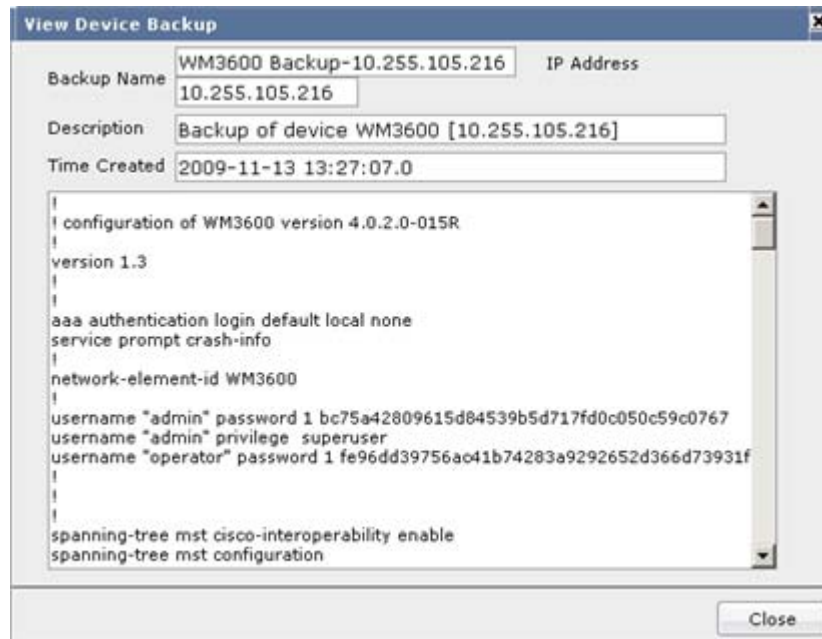 View Device Backup
Backup Name WM3600 Backup-10.255.105.216 IP Address
10.255.105.216
Description Backup of device WM3600 [10.255.105.216]
Time Created 2009-11-13 13:27:07.0
!
! configuration of WM3600 version 4.0.2.0-015R
!
version 1.3
!
!
aaa authentication login default local none
service prompt crash-info
!
network-element-id WM3600
!
username "admin" password 1 bc75a42809615d84539b5d717fd0c050c59c0767
username "admin" privilege superuser
username "operator" password 1 fe96dd39756ac41b74283a9292652d366d73931f
!
!
!
spanning-tree mst cisco-interoperability enable
spanning-tree mst configuration
Close